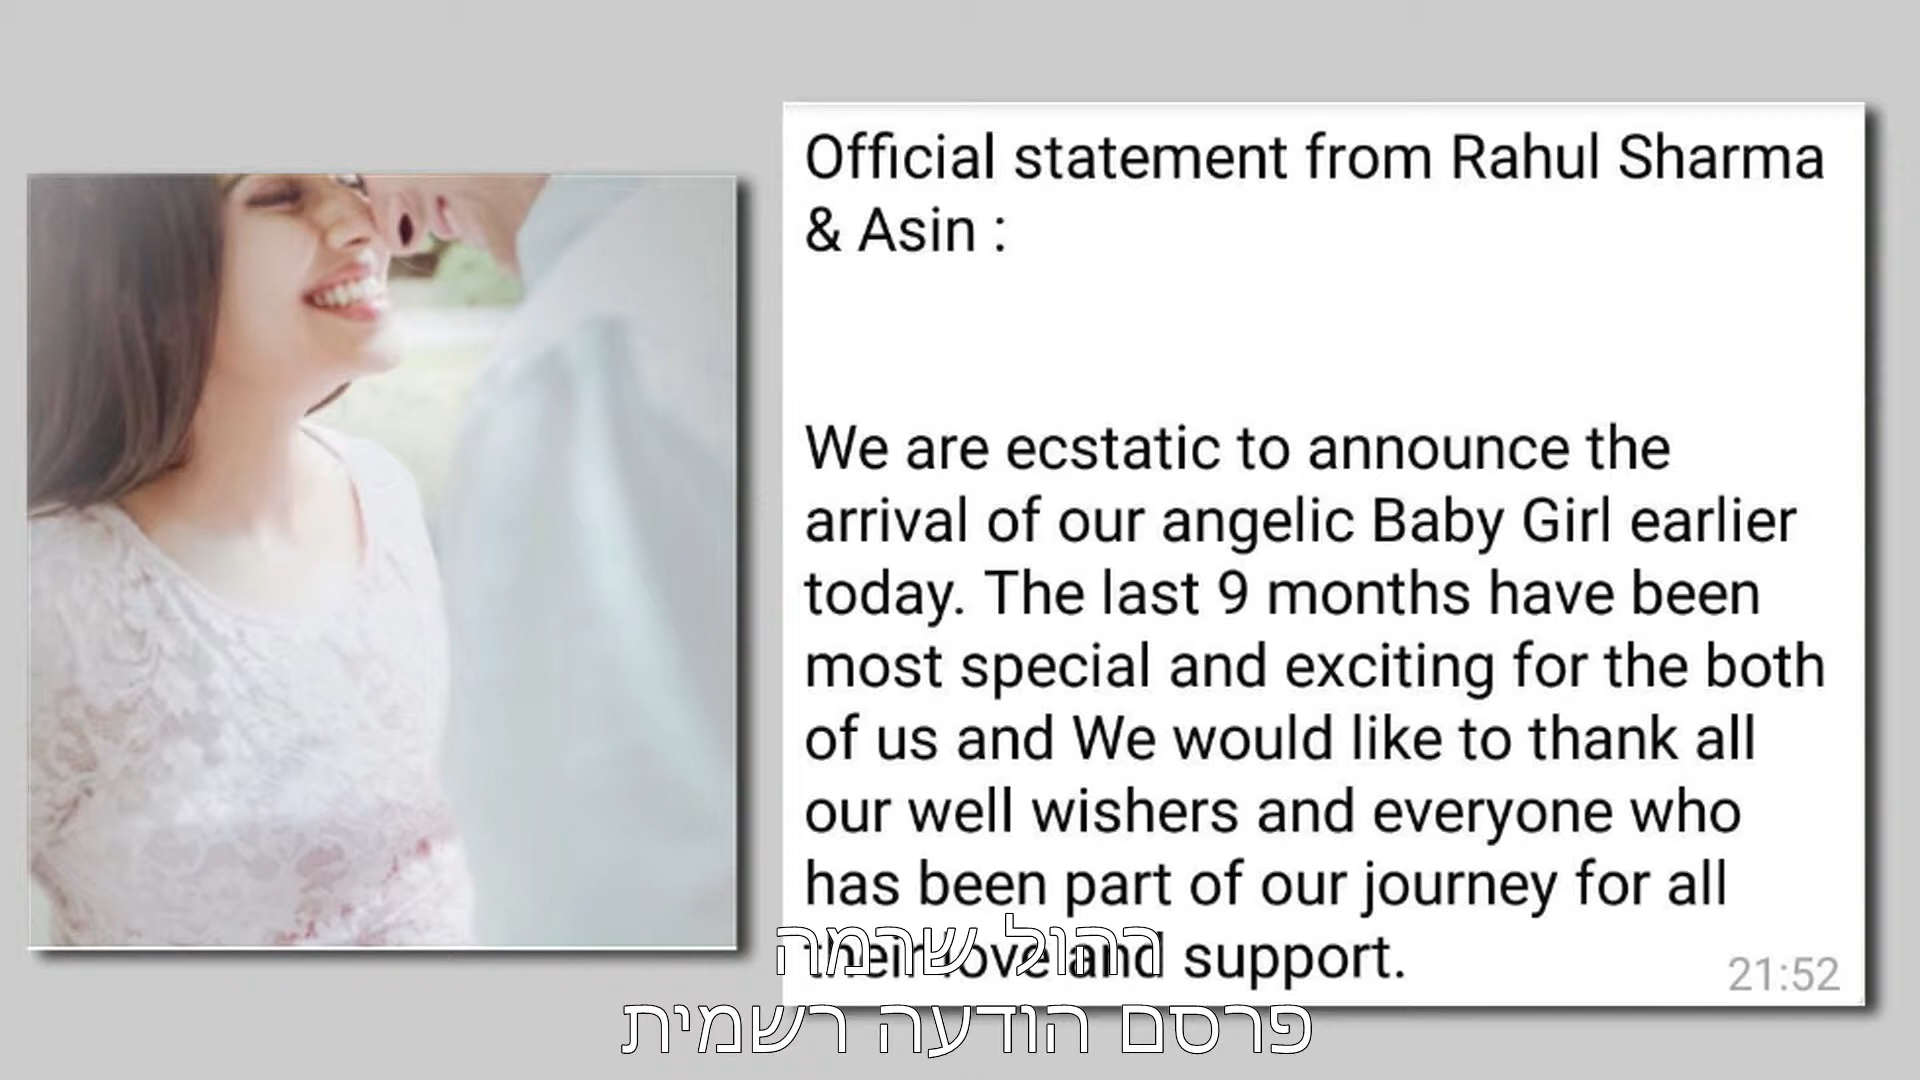 Official statement from Rahul Sharma
& Asin :
We are ecstatic to announce the
arrival of our angelic Baby Girl earlier
today. The last 9 months have been
most special and exciting for the both
of us and We would like to thank all
our well wishers and everyone who
has been part of our journey for all
their love and support.
21:52
רהול שרמה
פרסם הודעה רשמית